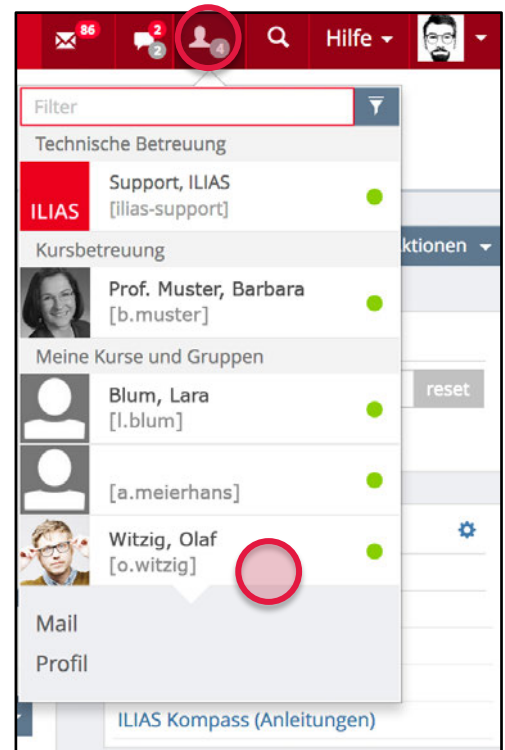 86
2
2
4
Hilfe
Filter
Technische Betreuung
ILIAS
Support, ILIAS
[ilias-support]
Kursbetreuung
ktionen
Prof. Muster, Barbara
[b.muster]
Meine Kurse und Gruppen
Blum, Lara
[l.blum]
reset
[a.meierhans]
Witzig, Olaf
[o.witzig]
Mail
Profil
ILIAS Kompass (Anleitungen)